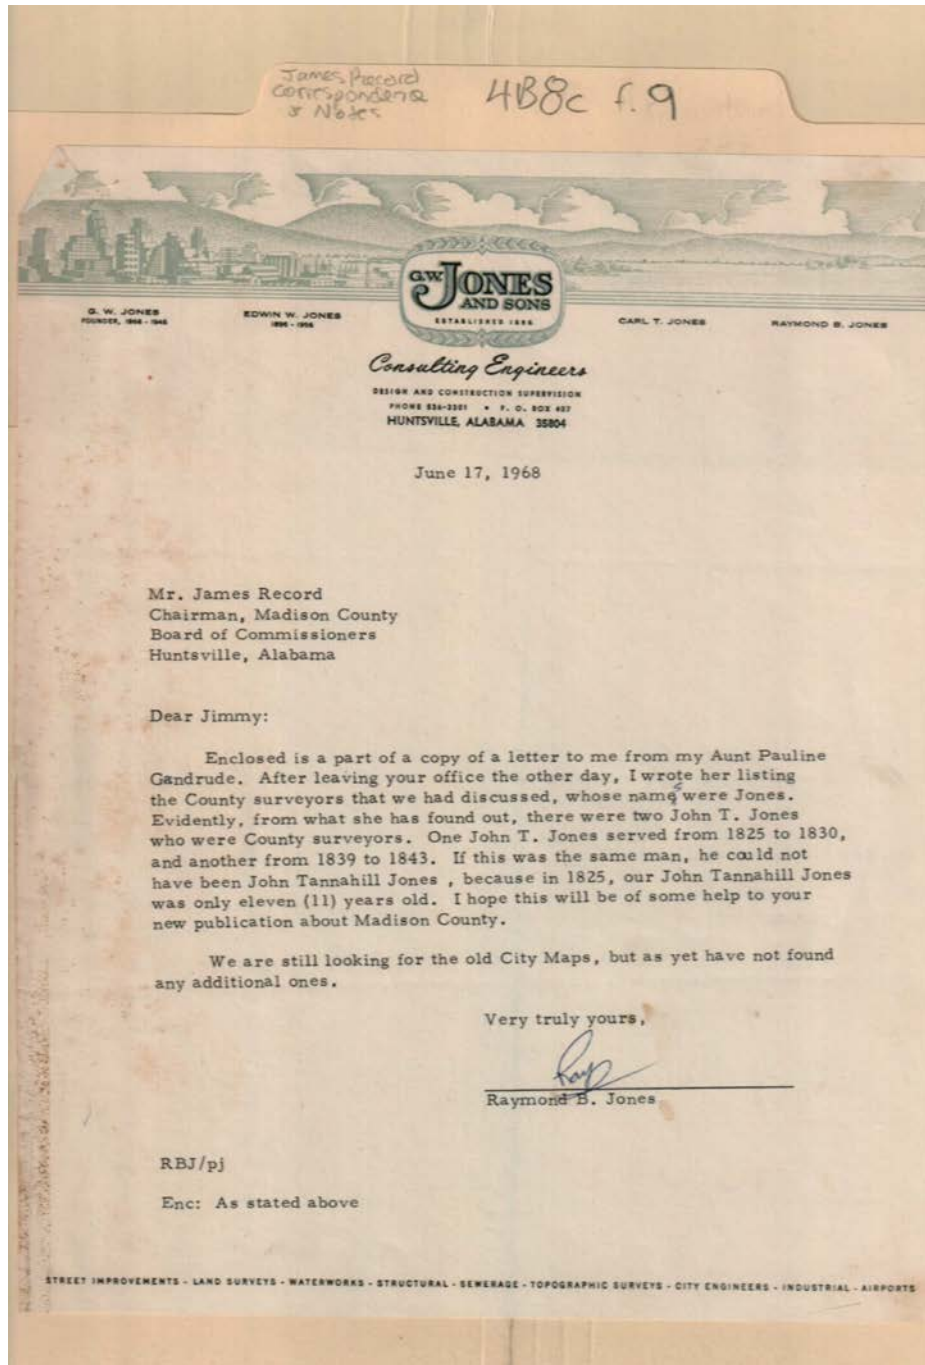 James Record
Correspondence
& Notes
4B8c f.9
G.W. JONES
AND SONS
ESTABLISHED 1886
G. W. JONES
FOUNDER,
EDWIN W. JONES
CARL T. JONES
RAYMOND B. JONES
Consulting Engineers
DESIGN AND CONSTRUCTION SUPERVISION
PHONE 536-3301 • P. O. BOX 407
HUNTSVILLE, ALABAMA 35804
June 17, 1968
Mr. James Record
Chairman, Madison County
Board of Commissioners
Huntsville, Alabama
Dear Jimmy:
Enclosed is a part of a copy of a letter to me from my Aunt Pauline
Gandrude. After leaving your office the other day, I wrote her listing
the County surveyors that we had discussed, whose names were Jones.
Evidently, from what she has found out, there were two John T. Jones
who were County surveyors. One John T. Jones served from 1825 to 1830,
and another from 1839 to 1843. If this was the same man, he could not
have been John Tannahill Jones , because in 1825, our John Tannahill Jones
was only eleven (11) years old. I hope this will be of some help to your
new publication about Madison County.
We are still looking for the old City Maps, but as yet have not found
any additional ones.
Very truly yours,
Ray
Raymond B. Jones
RBJ/pj
Enc: As stated above
STREET IMPROVEMENTS - LAND SURVEYS - WATERWORKS - STRUCTURAL - SEWERAGE - TOPOGRAPHIC SURVEYS - CITY ENGINEERS - INDUSTRIAL - AIRPORTS